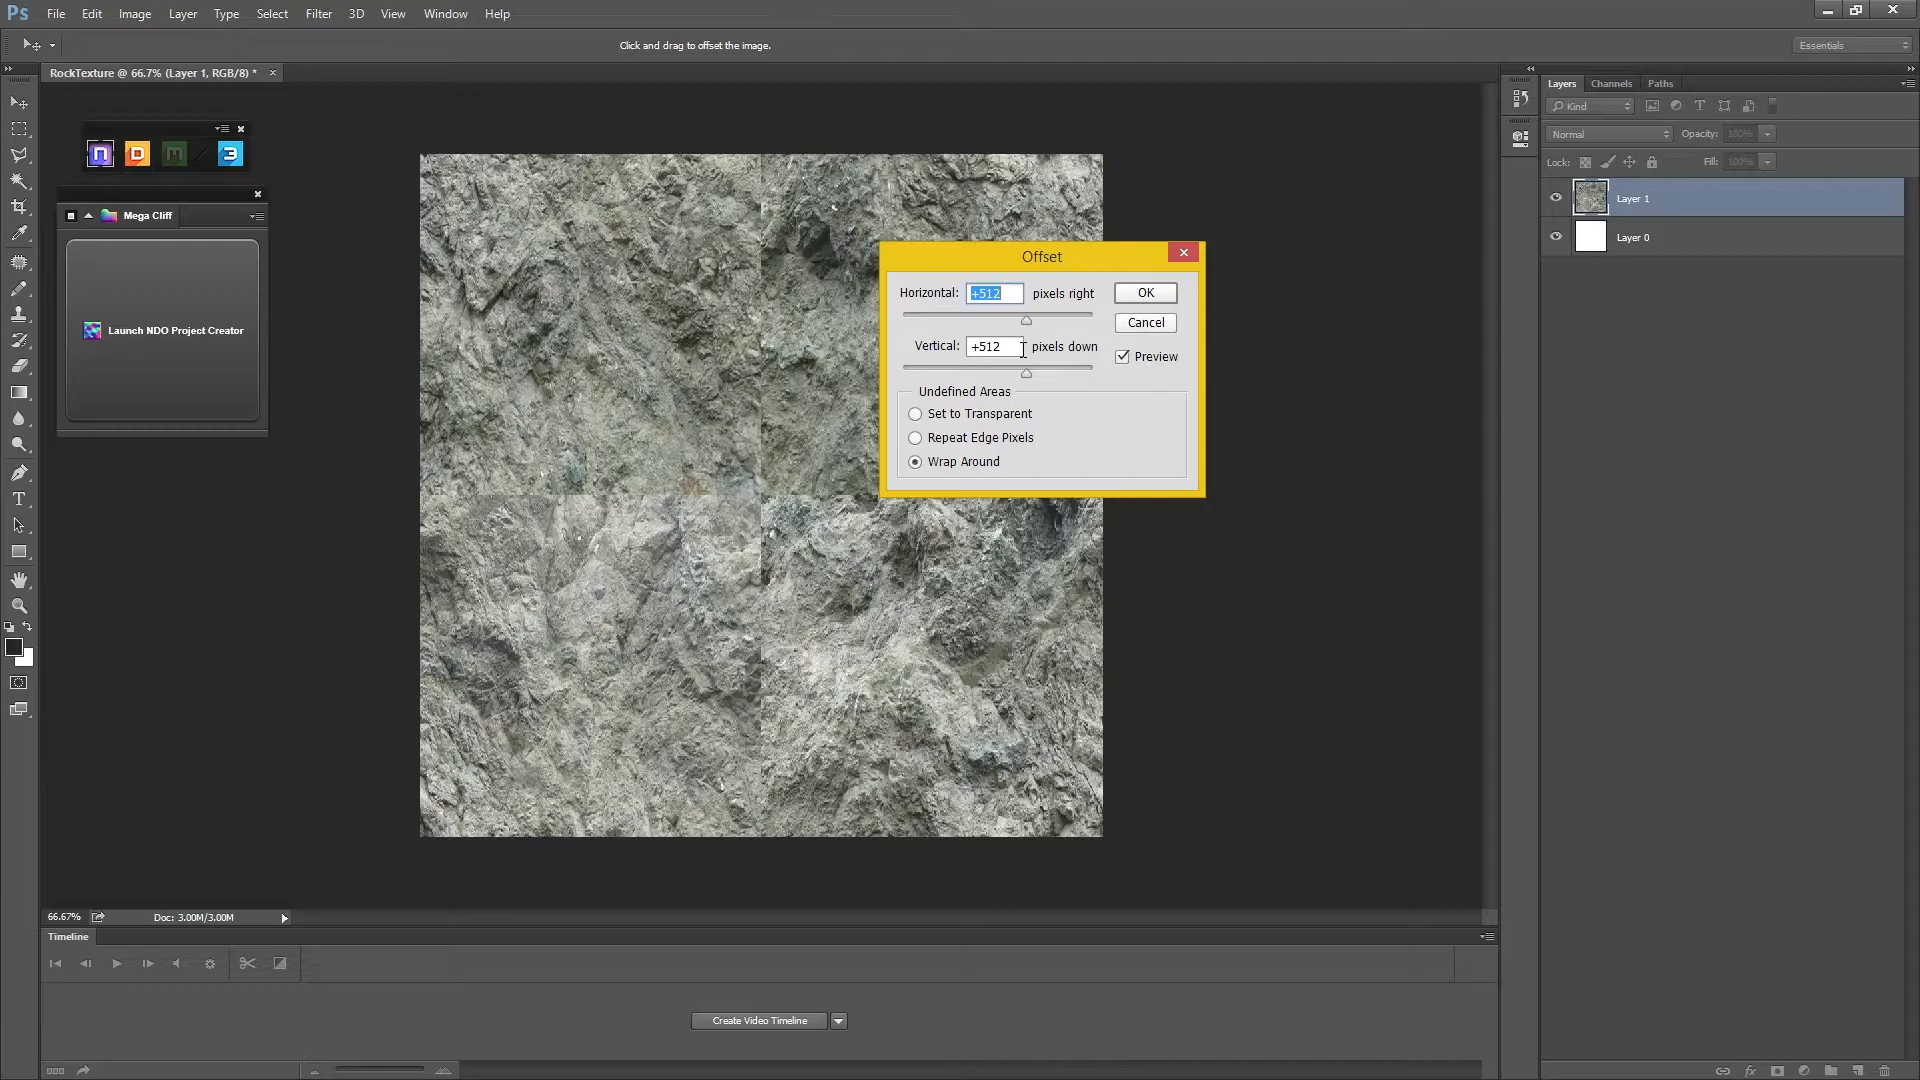 Ps File Edit Image Layer Type Select Filter 3D View Window Help
Click and drag to offset the image.
Essentials
RockTexture @ 66.7% (Layer 1, RGB/8) *
Layers Channels Paths
Kind
Normal Opacity: 100%
Lock: Fill: 100%
Layer 1
Layer 0
n D M 3
Mega Cliff
Launch NDO Project Creator
Offset
Horizontal: +512 pixels right OK
Cancel
Vertical: +512 pixels down
Preview
Undefined Areas
Set to Transparent
Repeat Edge Pixels
Wrap Around
66.67% Doc: 3.00M/3.00M
Timeline
Create Video Timeline